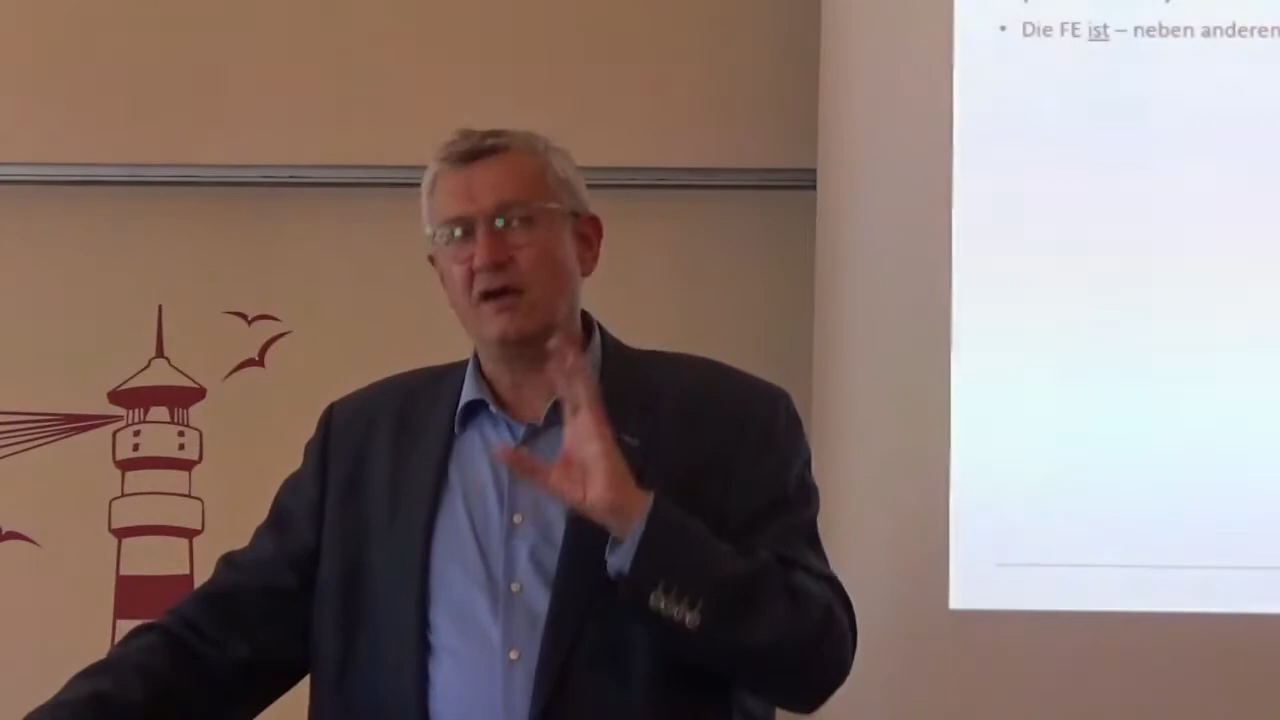 • Die FE ist – neben anderen